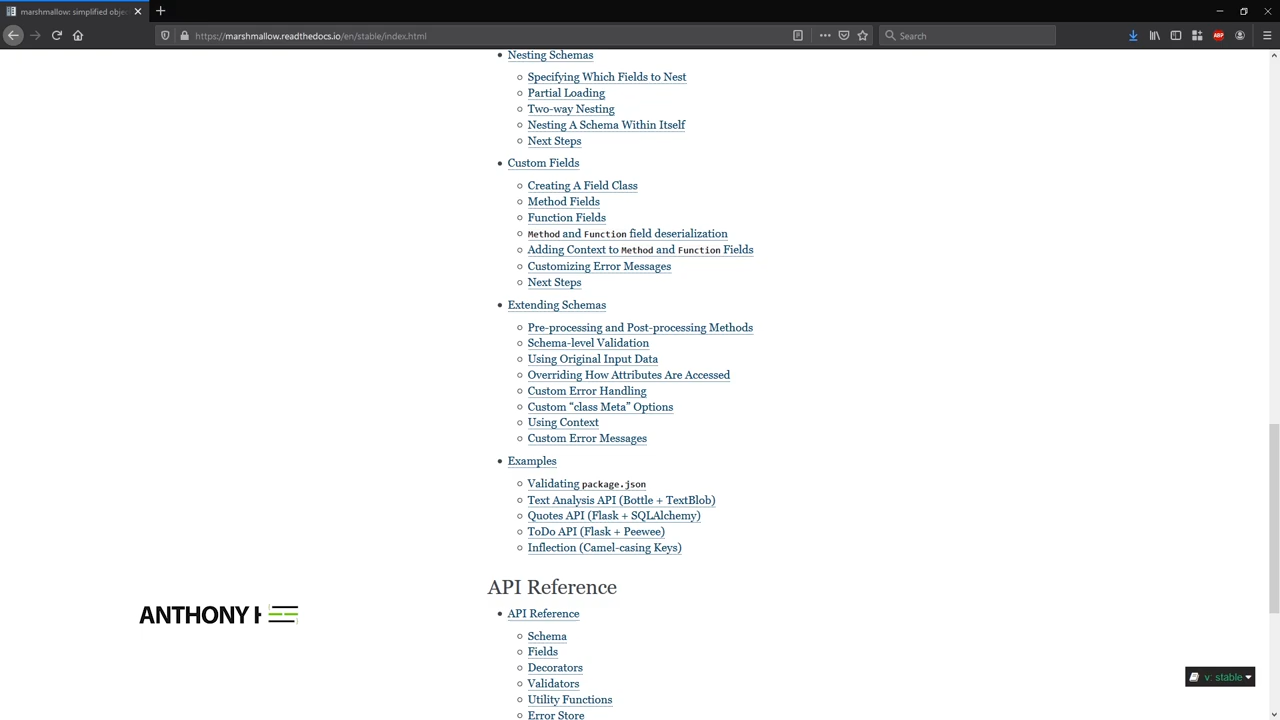 marshmallow: simplified objec
https://marshmallow.readthedocs.io/en/stable/index.html
Search
ABP
Nesting Schemas
Specifying Which Fields to Nest
Partial Loading
Two-way Nesting
Nesting A Schema Within Itself
Next Steps
Custom Fields
Creating A Field Class
Method Fields
Function Fields
Method and Function field deserialization
Adding Context to Method and Function Fields
Customizing Error Messages
Next Steps
Extending Schemas
Pre-processing and Post-processing Methods
Schema-level Validation
Using Original Input Data
Overriding How Attributes Are Accessed
Custom Error Handling
Custom “class Meta” Options
Using Context
Custom Error Messages
Examples
Validating package.json
Text Analysis API (Bottle + TextBlob)
Quotes API (Flask + SQLAlchemy)
ToDo API (Flask + Peewee)
Inflection (Camel-casing Keys)
API Reference
ANTHONY
API Reference
Schema
Fields
Decorators
Validators
v: stable
Utility Functions
Error Store